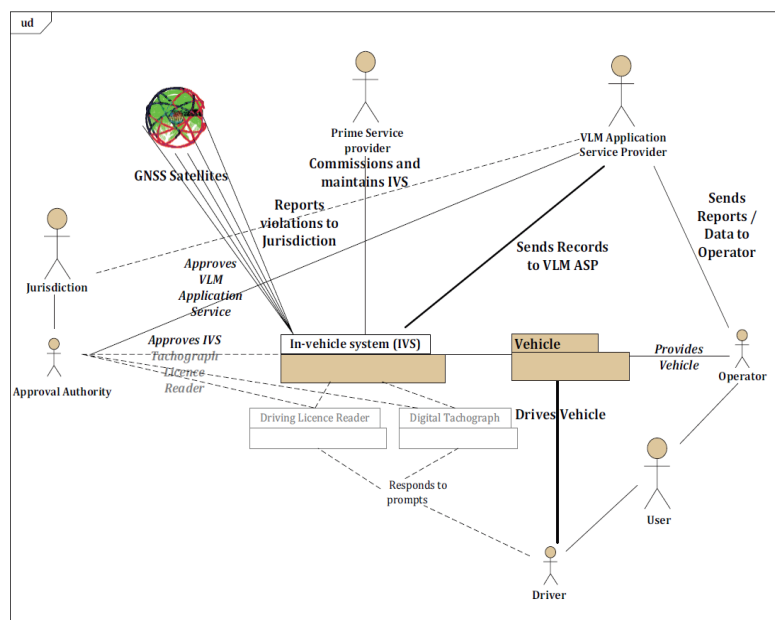 ud
Prime Service
provider
Commissions and
maintains IVS
VLM Application
Service Provider
GNSS Satellites
Reports
violations to
Jurisdiction
Sends
Reports /
Data to
Operator
Sends Records
to VLM ASP
Jurisdiction
Approves
VLM
Application
Service
Approves IVS
Tachograph
Licence
Reader
Approval Authority
In-vehicle system (IVS)
Vehicle
Provides
Vehicle
Operator
Driving Licence Reader
Digital Tachograph
Drives Vehicle
Responds to
prompts
User
Driver